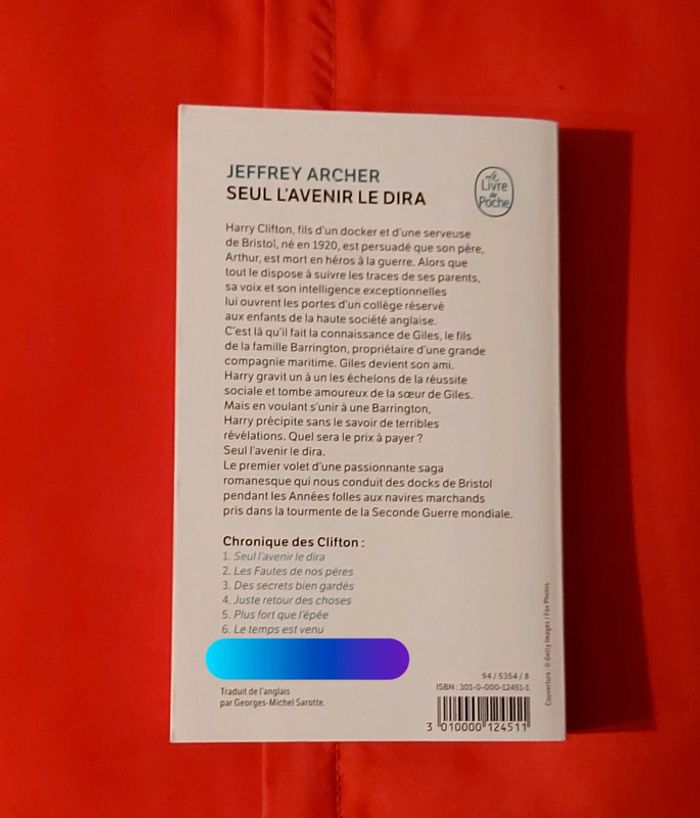 JEFFREY ARCHER
SEUL L'AVENIR LE DIRA
Le
Livre
de
Poche
Harry Clifton, fils d'un docker et d'une serveuse
de Bristol, né en 1920, est persuadé que son père,
Arthur, est mort en héros à la guerre. Alors que
tout le dispose à suivre les traces de ses parents,
sa voix et son intelligence exceptionnelles
lui ouvrent les portes d'un collège réservé
aux enfants de la haute société anglaise.
C'est là qu'il fait la connaissance de Giles, le fils
de la famille Barrington, propriétaire d'une grande
compagnie maritime. Giles devient son ami.
Harry gravit un à un les échelons de la réussite
sociale et tombe amoureux de la sœur de Giles.
Mais en voulant s'unir à une Barrington,
Harry précipite sans le savoir de terribles
révélations. Quel sera le prix à payer ?
Seul l'avenir le dira.
Le premier volet d'une passionnante saga
romanesque qui nous conduit des docks de Bristol
pendant les Années folles aux navires marchands
pris dans la tourmente de la Seconde Guerre mondiale.
Chronique des Clifton :
1. Seul l'avenir le dira
2. Les Fautes de nos pères
3. Des secrets bien gardés
4. Juste retour des choses
5. Plus fort que l'épée
6. Le temps est venu
Traduit de l'anglais
par Georges-Michel Sarotte.
94 / 5354 / 8
ISBN : 301-0-000-12451-1
3 010000 124511
Couverture : © Getty Images / Fox Photos.